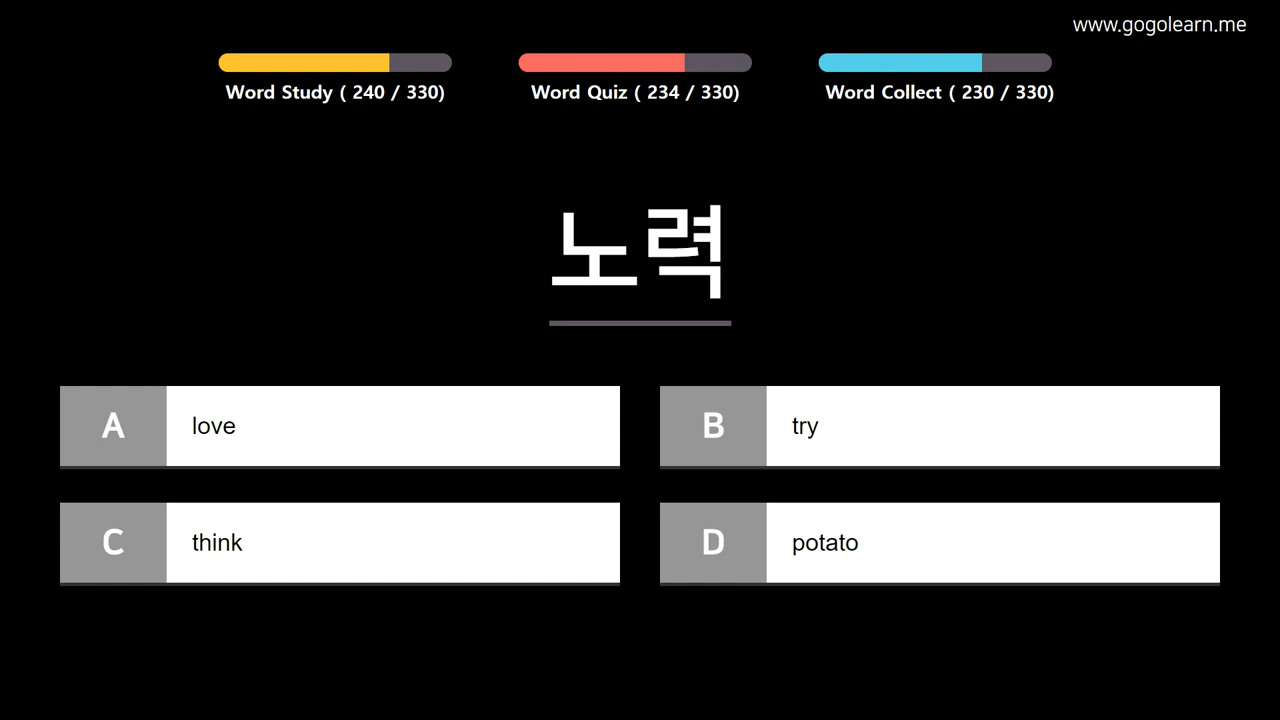 www.gogolearn.me
Word Study ( 240 / 330)
Word Quiz ( 234 / 330)
Word Collect ( 230 / 330)
노력
A love
B try
C think
D potato